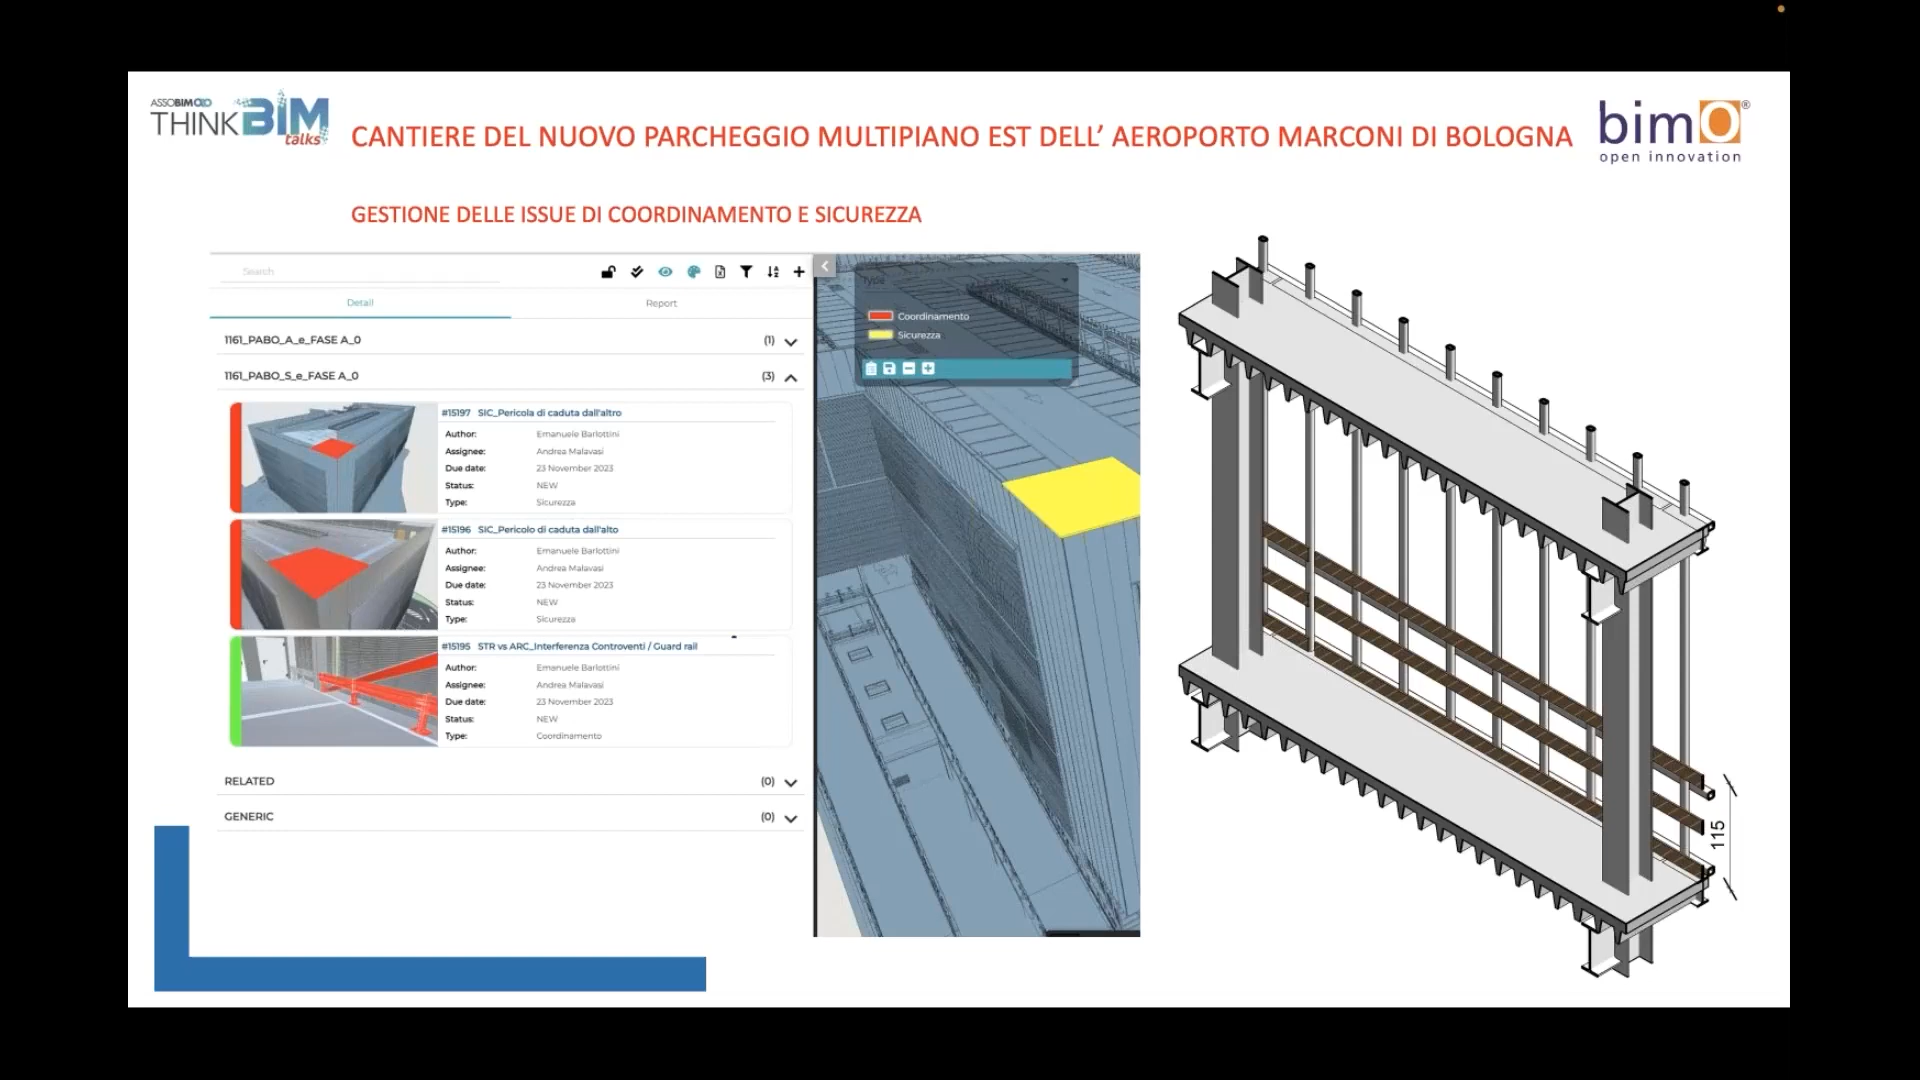 ASSOBIM
THINKBIM
talks
CANTIERE DEL NUOVO PARCHEGGIO MULTIPIANO EST DELL’ AEROPORTO MARCONI DI BOLOGNA
bimO®
open innovation
GESTIONE DELLE ISSUE DI COORDINAMENTO E SICUREZZA
Search
Detail
Report
1161_PABO_A_e_FASE A_0 (1)
1161_PABO_S_e_FASE A_0 (3)
#15197 SIC_Pericola di caduta dall'altro
Author: Emanuele Barlottini
Assignee: Andrea Malavasi
Due date: 23 November 2023
Status: NEW
Type: Sicurezza
#15196 SIC_Pericolo di caduta dall'alto
Author: Emanuele Barlottini
Assignee: Andrea Malavasi
Due date: 23 November 2023
Status: NEW
Type: Sicurezza
#15195 STR vs ARC_Interferenza Controventi / Guard rail
Author: Emanuele Barlottini
Assignee: Andrea Malavasi
Due date: 23 November 2023
Status: NEW
Type: Coordinamento
RELATED (0)
GENERIC (0)
Type
Coordinamento
Sicurezza
115